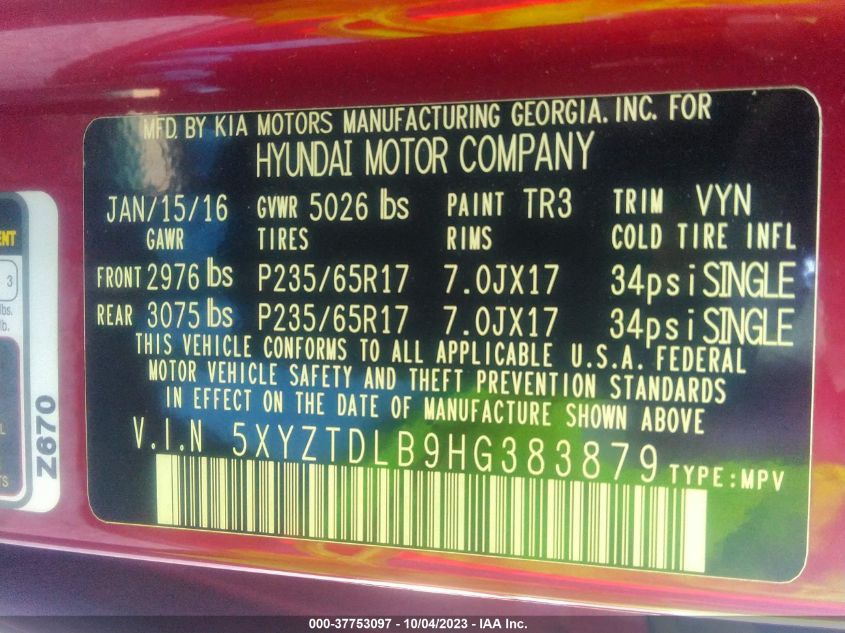 MFD. BY KIA MOTORS MANUFACTURING GEORGIA. INC. FOR
HYUNDAI MOTOR COMPANY
JAN/15/16 GVWR 5026 lbs PAINT TR3 TRIM VYN
GAWR TIRES RIMS COLD TIRE INFL
FRONT 2976 lbs P235/65R17 7.0JX17 34psi SINGLE
REAR 3075 lbs P235/65R17 7.0JX17 34psi SINGLE
THIS VEHICLE CONFORMS TO ALL APPLICABLE U.S.A. FEDERAL
MOTOR VEHICLE SAFETY AND THEFT PREVENTION STANDARDS
IN EFFECT ON THE DATE OF MANUFACTURE SHOWN ABOVE
V.I.N 5XYZTDLB9HG383879 TYPE:MPV
3
lbs.
lb.
Z670
000-37753097 - 10/04/2023 - IAA Inc.